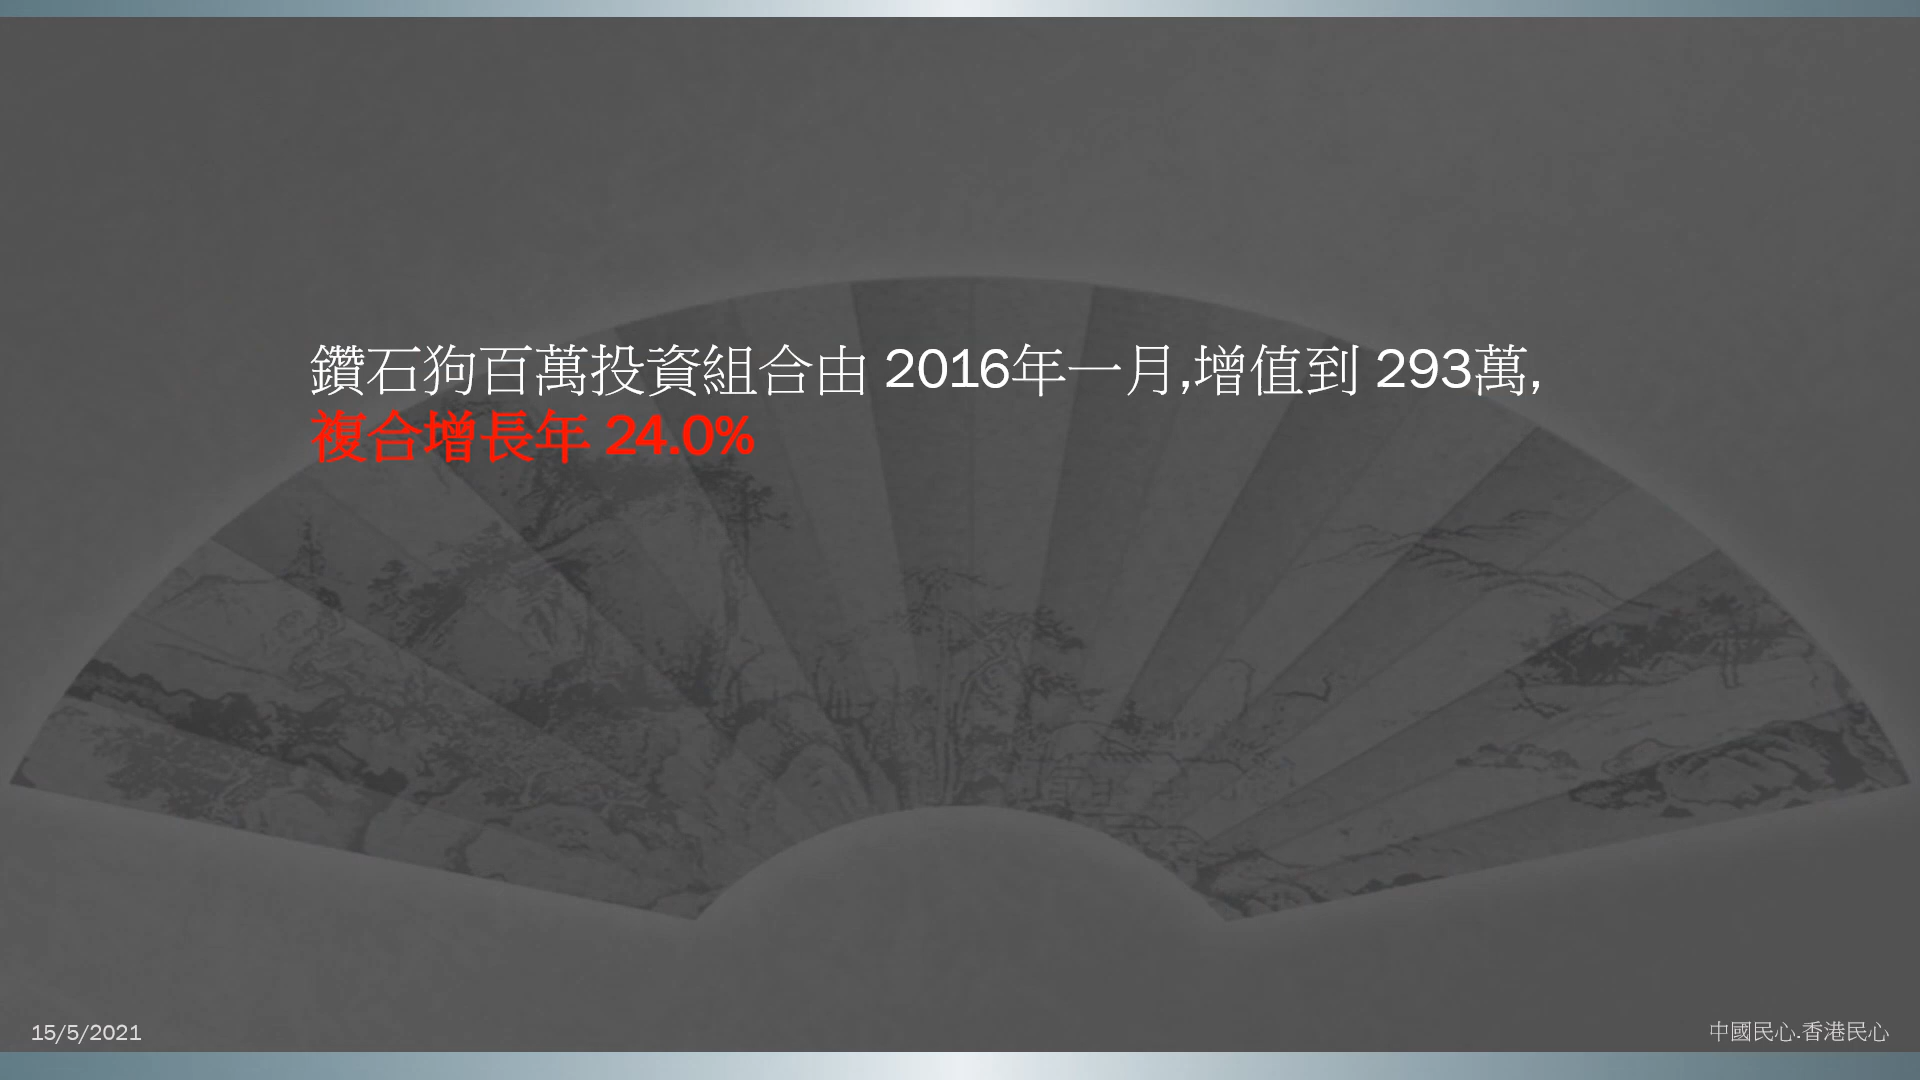 鑽石狗百萬投資組合由 2016年一月,增值到 293萬,
複合增長年 24.0%
15/5/2021
中國民心.香港民心